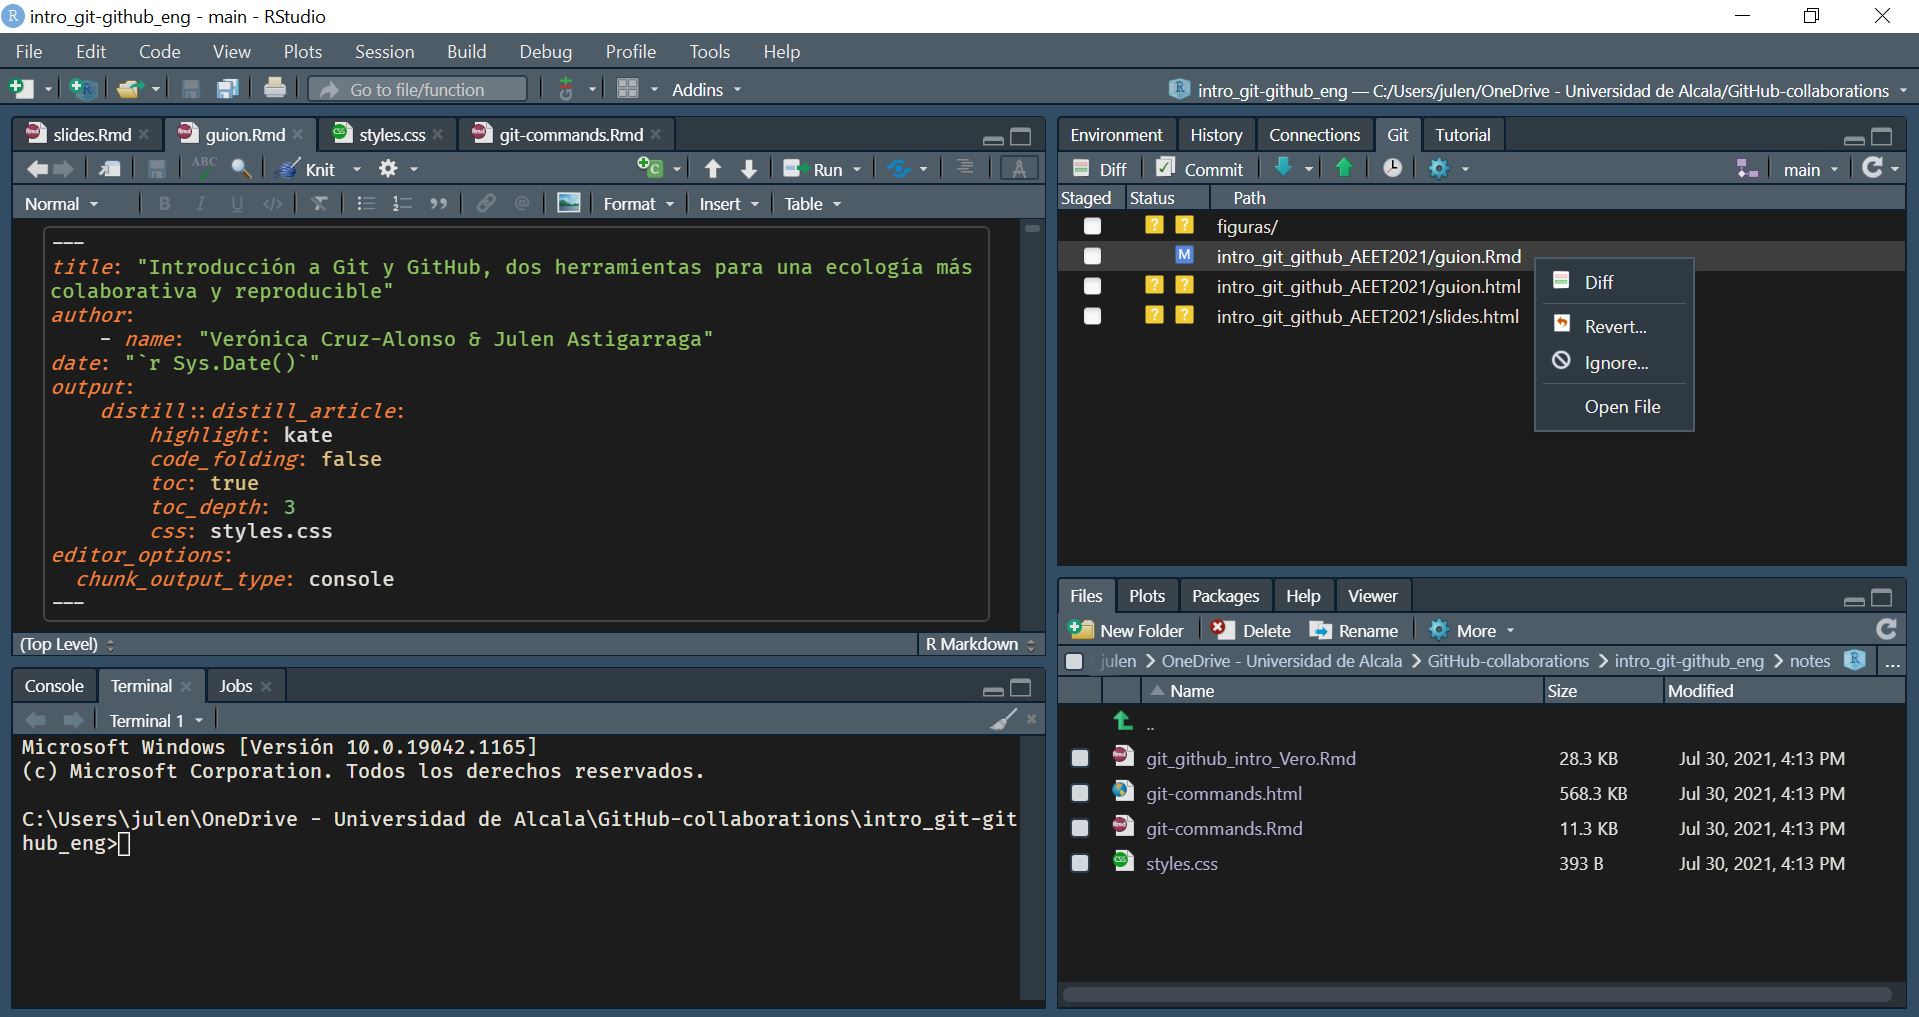 intro_git-github_eng - main - RStudio
File Edit Code View Plots Session Build Debug Profile Tools Help
Go to file/function Addins
intro_git-github_eng — C:/Users/julen/OneDrive - Universidad de Alcala/GitHub-collaborations
slides.Rmd guion.Rmd styles.css git-commands.Rmd
Knit Run
Normal B I U </> Format Insert Table
---
title: "Introducción a Git y GitHub, dos herramientas para una ecología más
colaborativa y reproducible"
author:
- name: "Verónica Cruz-Alonso & Julen Astigarraga"
date: "`r Sys.Date()`"
output:
distill::distill_article:
highlight: kate
code_folding: false
toc: true
toc_depth: 3
css: styles.css
editor_options:
chunk_output_type: console
---
(Top Level) R Markdown
Console Terminal Jobs
Terminal 1
Microsoft Windows [Versión 10.0.19042.1165]
(c) Microsoft Corporation. Todos los derechos reservados.
C:\Users\julen\OneDrive - Universidad de Alcala\GitHub-collaborations\intro_git-git
hub_eng>
Environment History Connections Git Tutorial
Diff Commit main
Staged Status Path
? ? figuras/
M intro_git_github_AEET2021/guion.Rmd
? ? intro_git_github_AEET2021/guion.html
? ? intro_git_github_AEET2021/slides.html
Diff
Revert...
Ignore...
Open File
Files Plots Packages Help Viewer
New Folder Delete Rename More
julen > OneDrive - Universidad de Alcala > GitHub-collaborations > intro_git-github_eng > notes ...
Name Size Modified
..
git_github_intro_Vero.Rmd 28.3 KB Jul 30, 2021, 4:13 PM
git-commands.html 568.3 KB Jul 30, 2021, 4:13 PM
git-commands.Rmd 11.3 KB Jul 30, 2021, 4:13 PM
styles.css 393 B Jul 30, 2021, 4:13 PM